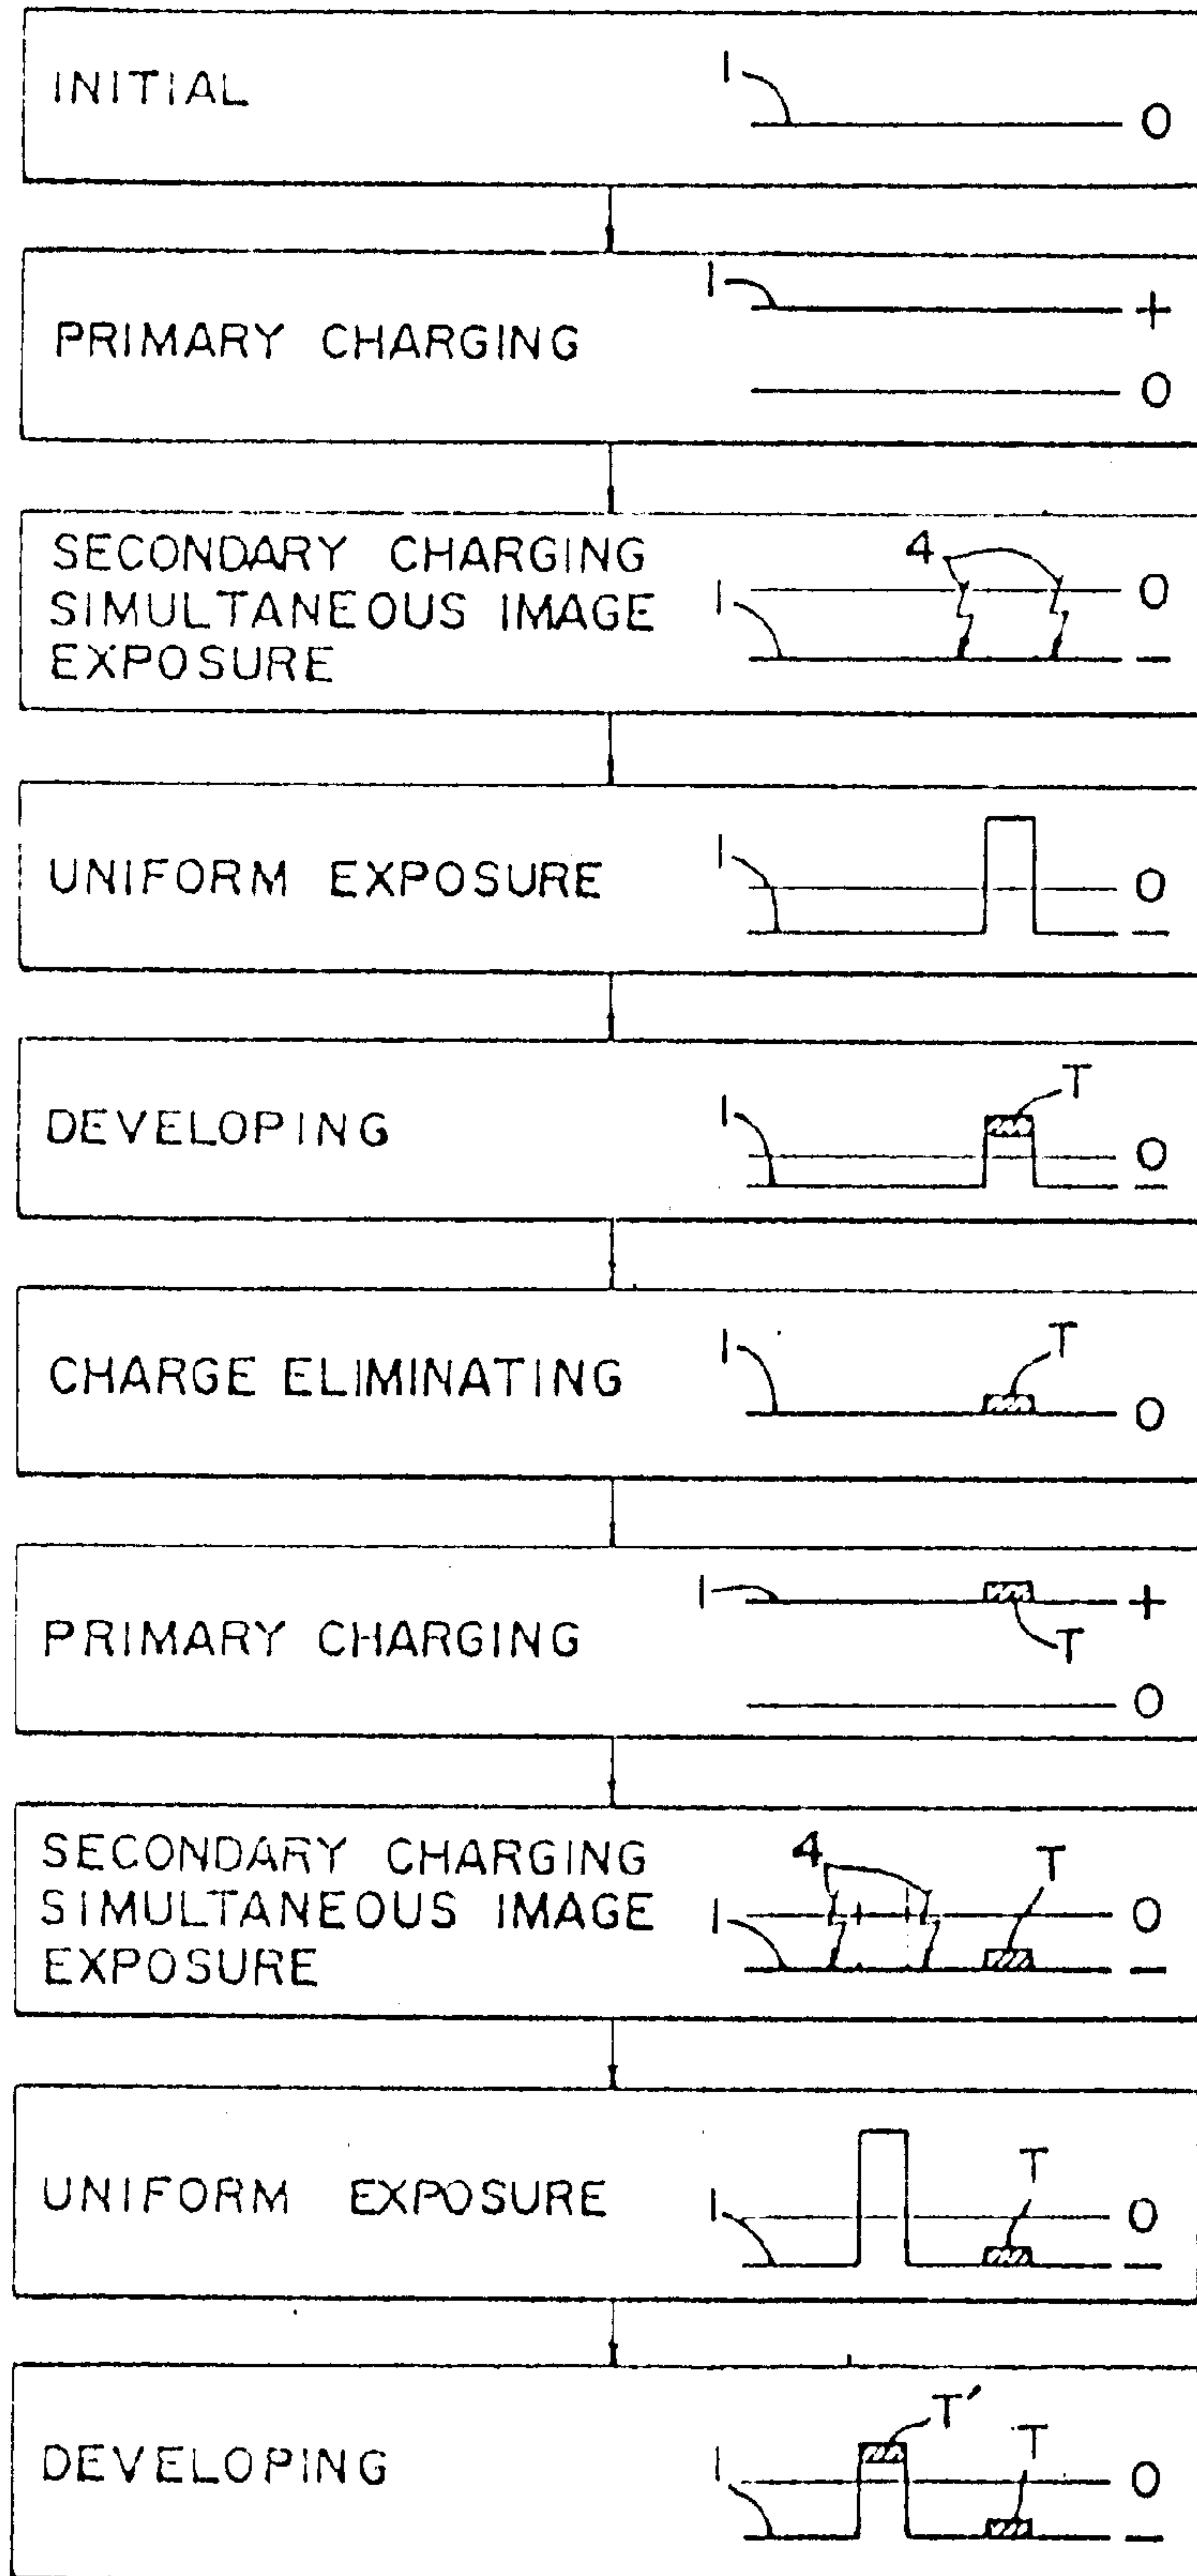 INITIAL
1
0
PRIMARY CHARGING
1
+
0
SECONDARY CHARGING
SIMULTANEOUS IMAGE
EXPOSURE
4
1
0
−
UNIFORM EXPOSURE
1
0
−
DEVELOPING
1
T
0
−
CHARGE ELIMINATING
1
T
0
PRIMARY CHARGING
1
+
T
0
SECONDARY CHARGING
SIMULTANEOUS IMAGE
EXPOSURE
4
T
1
0
−
UNIFORM EXPOSURE
T
1
0
−
DEVELOPING
T'
T
1
0
−